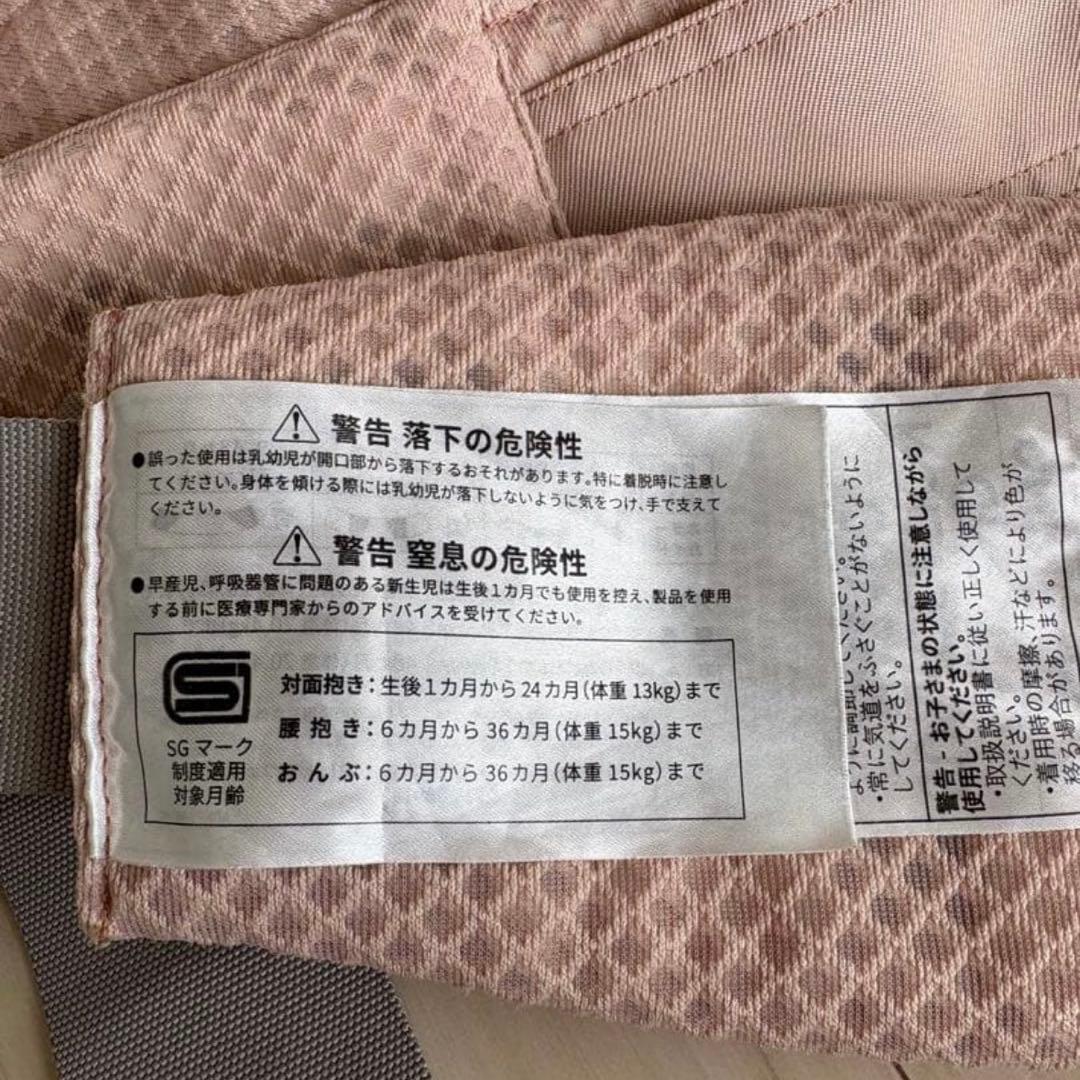 警告 落下の危険性
●誤った使用は乳幼児が開口部から落下するおそれがあります。特に着脱時に注意し
てください。身体を傾ける際には乳幼児が落下しないように気をつけ、手で支えて
ください。
警告 窒息の危険性
●早産児、呼吸器管に問題のある新生児は生後1カ月でも使用を控え、製品を使用
する前に医療専門家からのアドバイスを受けてください。
SG マーク
制度適用
対象月齢
対面抱き:生後1カ月から24カ月(体重 13kg)まで
腰抱き:6カ月から 36カ月(体重 15kg)まで
おんぶ:6カ月から 36カ月(体重 15kg)まで
ように調節してください。
・常に気道をふさぐことがないように
してください。
警告 - お子さまの状態に注意しながら
使用してください。
・取扱説明書に従い正しく使用して
ください。
・着用時の摩擦、汗などにより色が
移る場合があります。